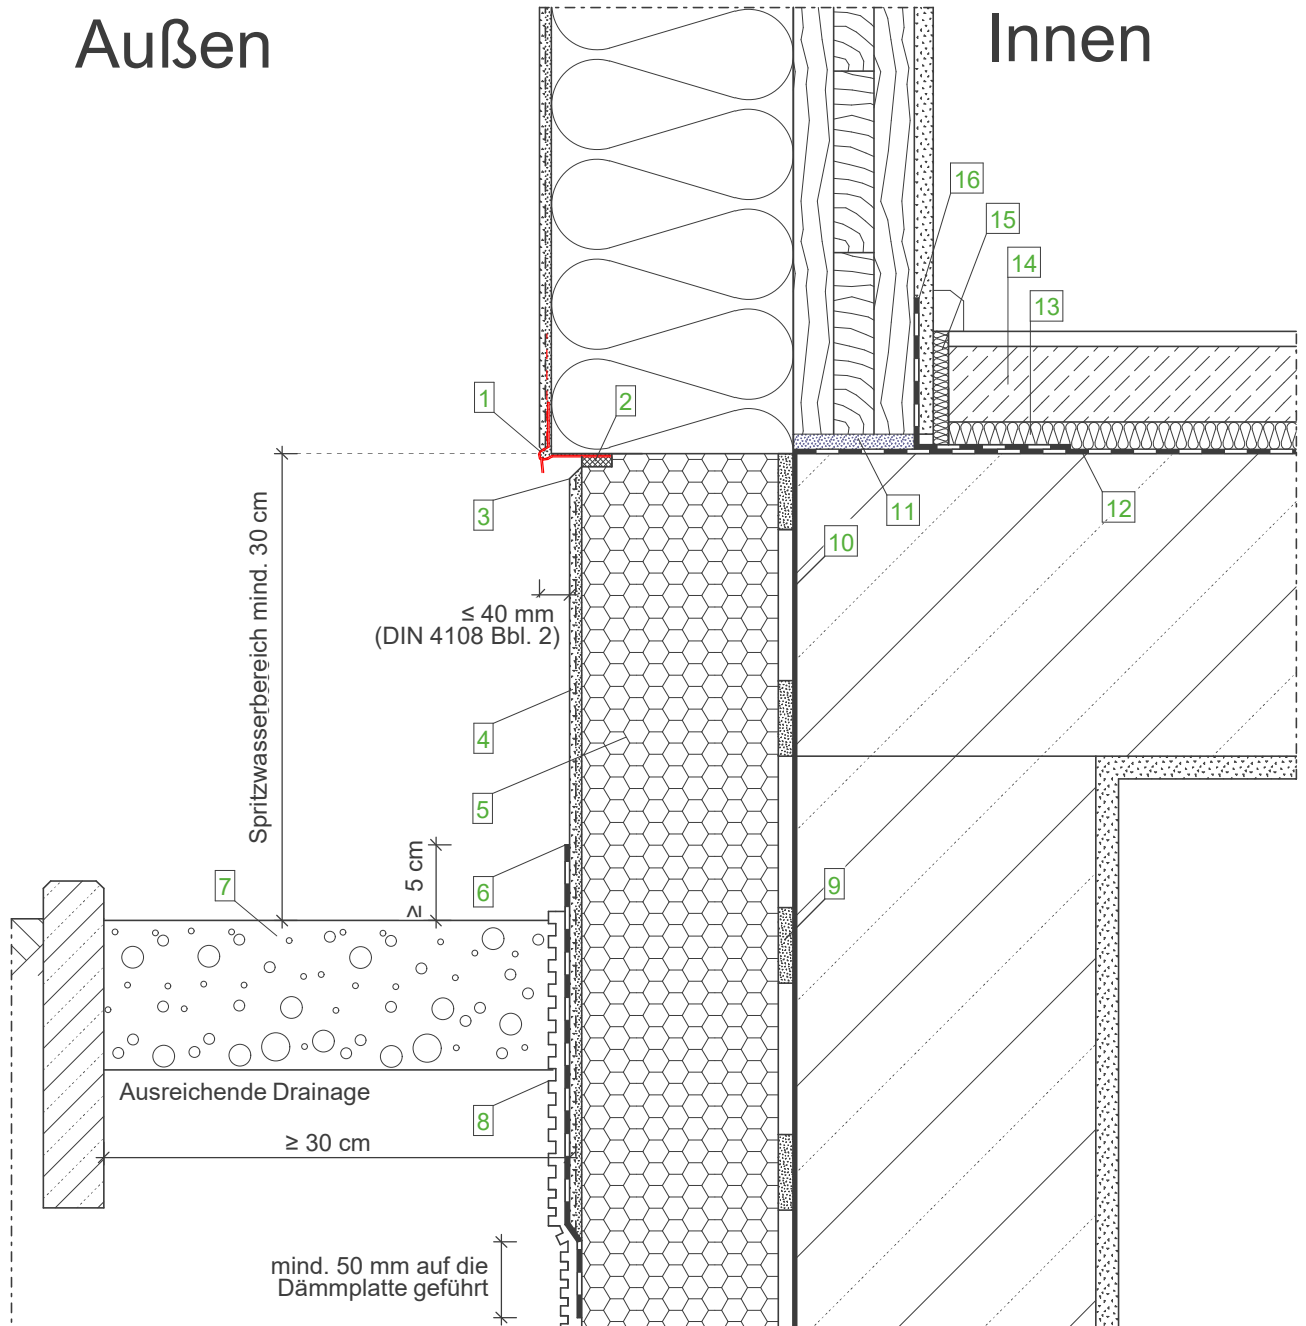 Außen
Innen
16
15
14
13
1
2
3
11
12
10
Spritzwasserbereich mind. 30 cm
≤ 40 mm
(DIN 4108 Bbl. 2)
4
5
≥ 5 cm
6
7
9
Ausreichende Drainage
8
≥ 30 cm
mind. 50 mm auf die
Dämmplatte geführt